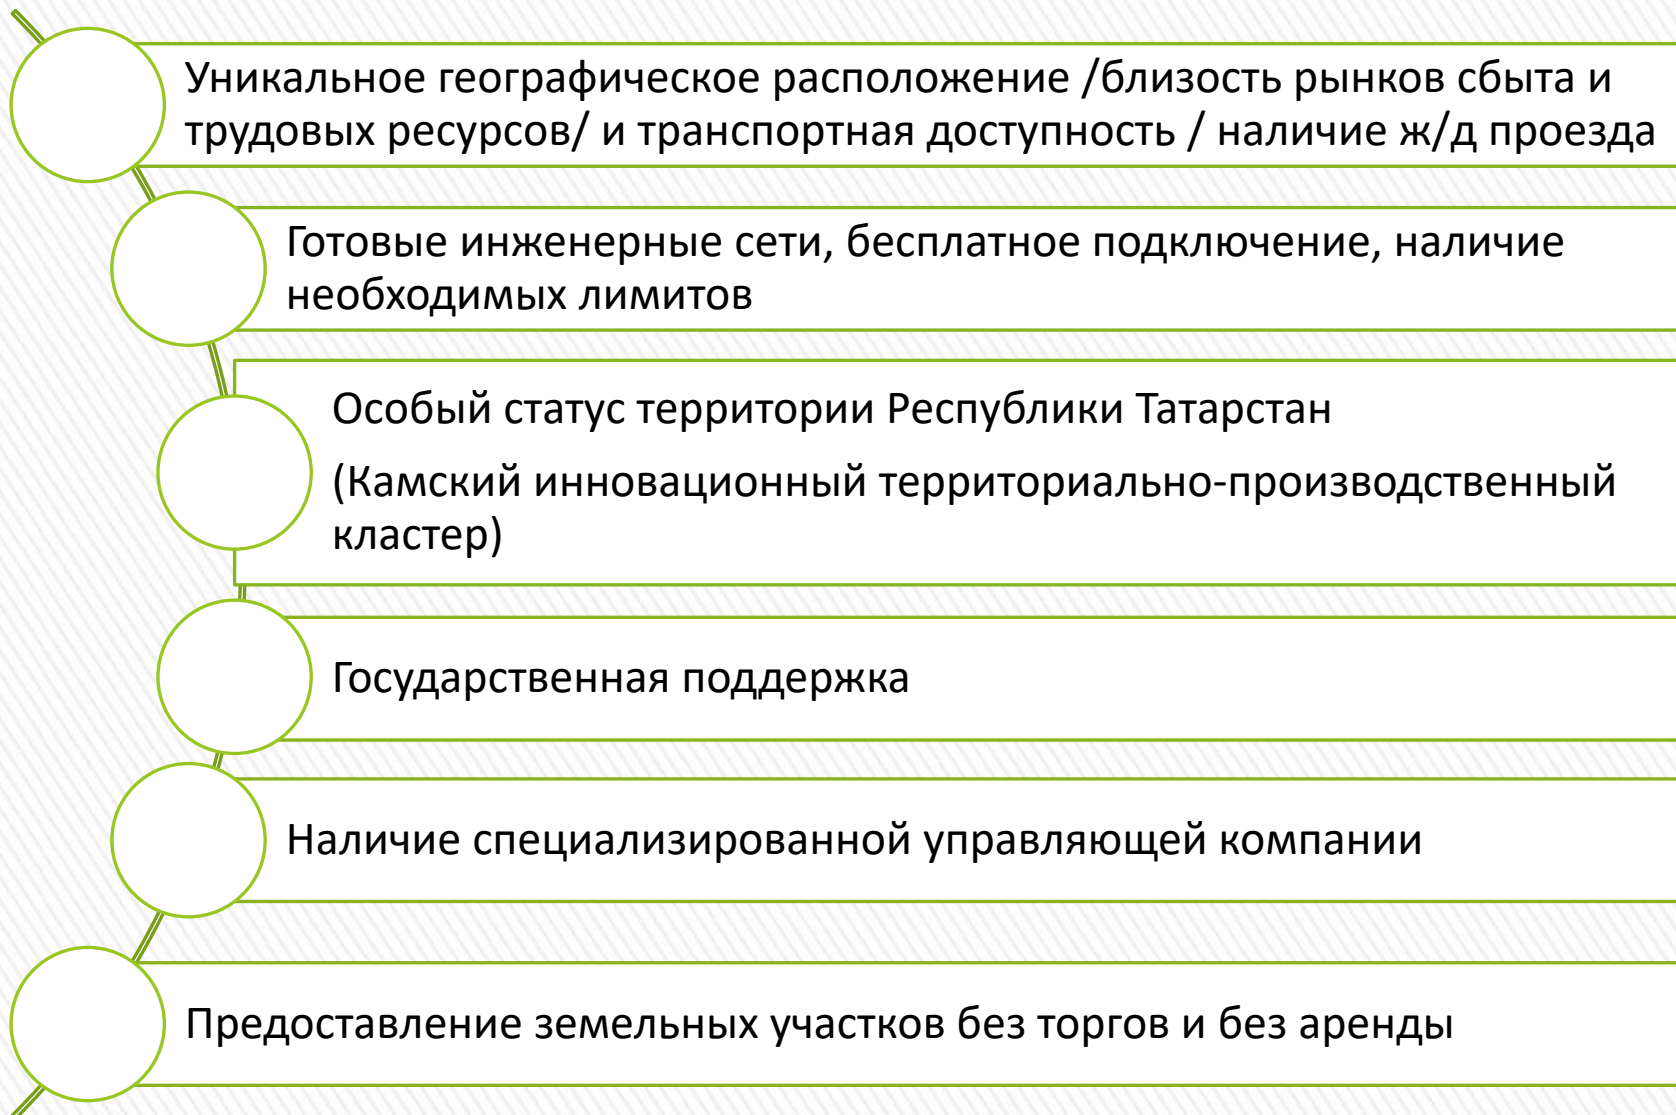 Уникальное географическое расположение /близость рынков сбыта и
трудовых ресурсов/ и транспортная доступность / наличие ж/д проезда
Готовые инженерные сети, бесплатное подключение, наличие
необходимых лимитов
Особый статус территории Республики Татарстан
(Камский инновационный территориально-производственный
кластер)
Государственная поддержка
Наличие специализированной управляющей компании
Предоставление земельных участков без торгов и без аренды